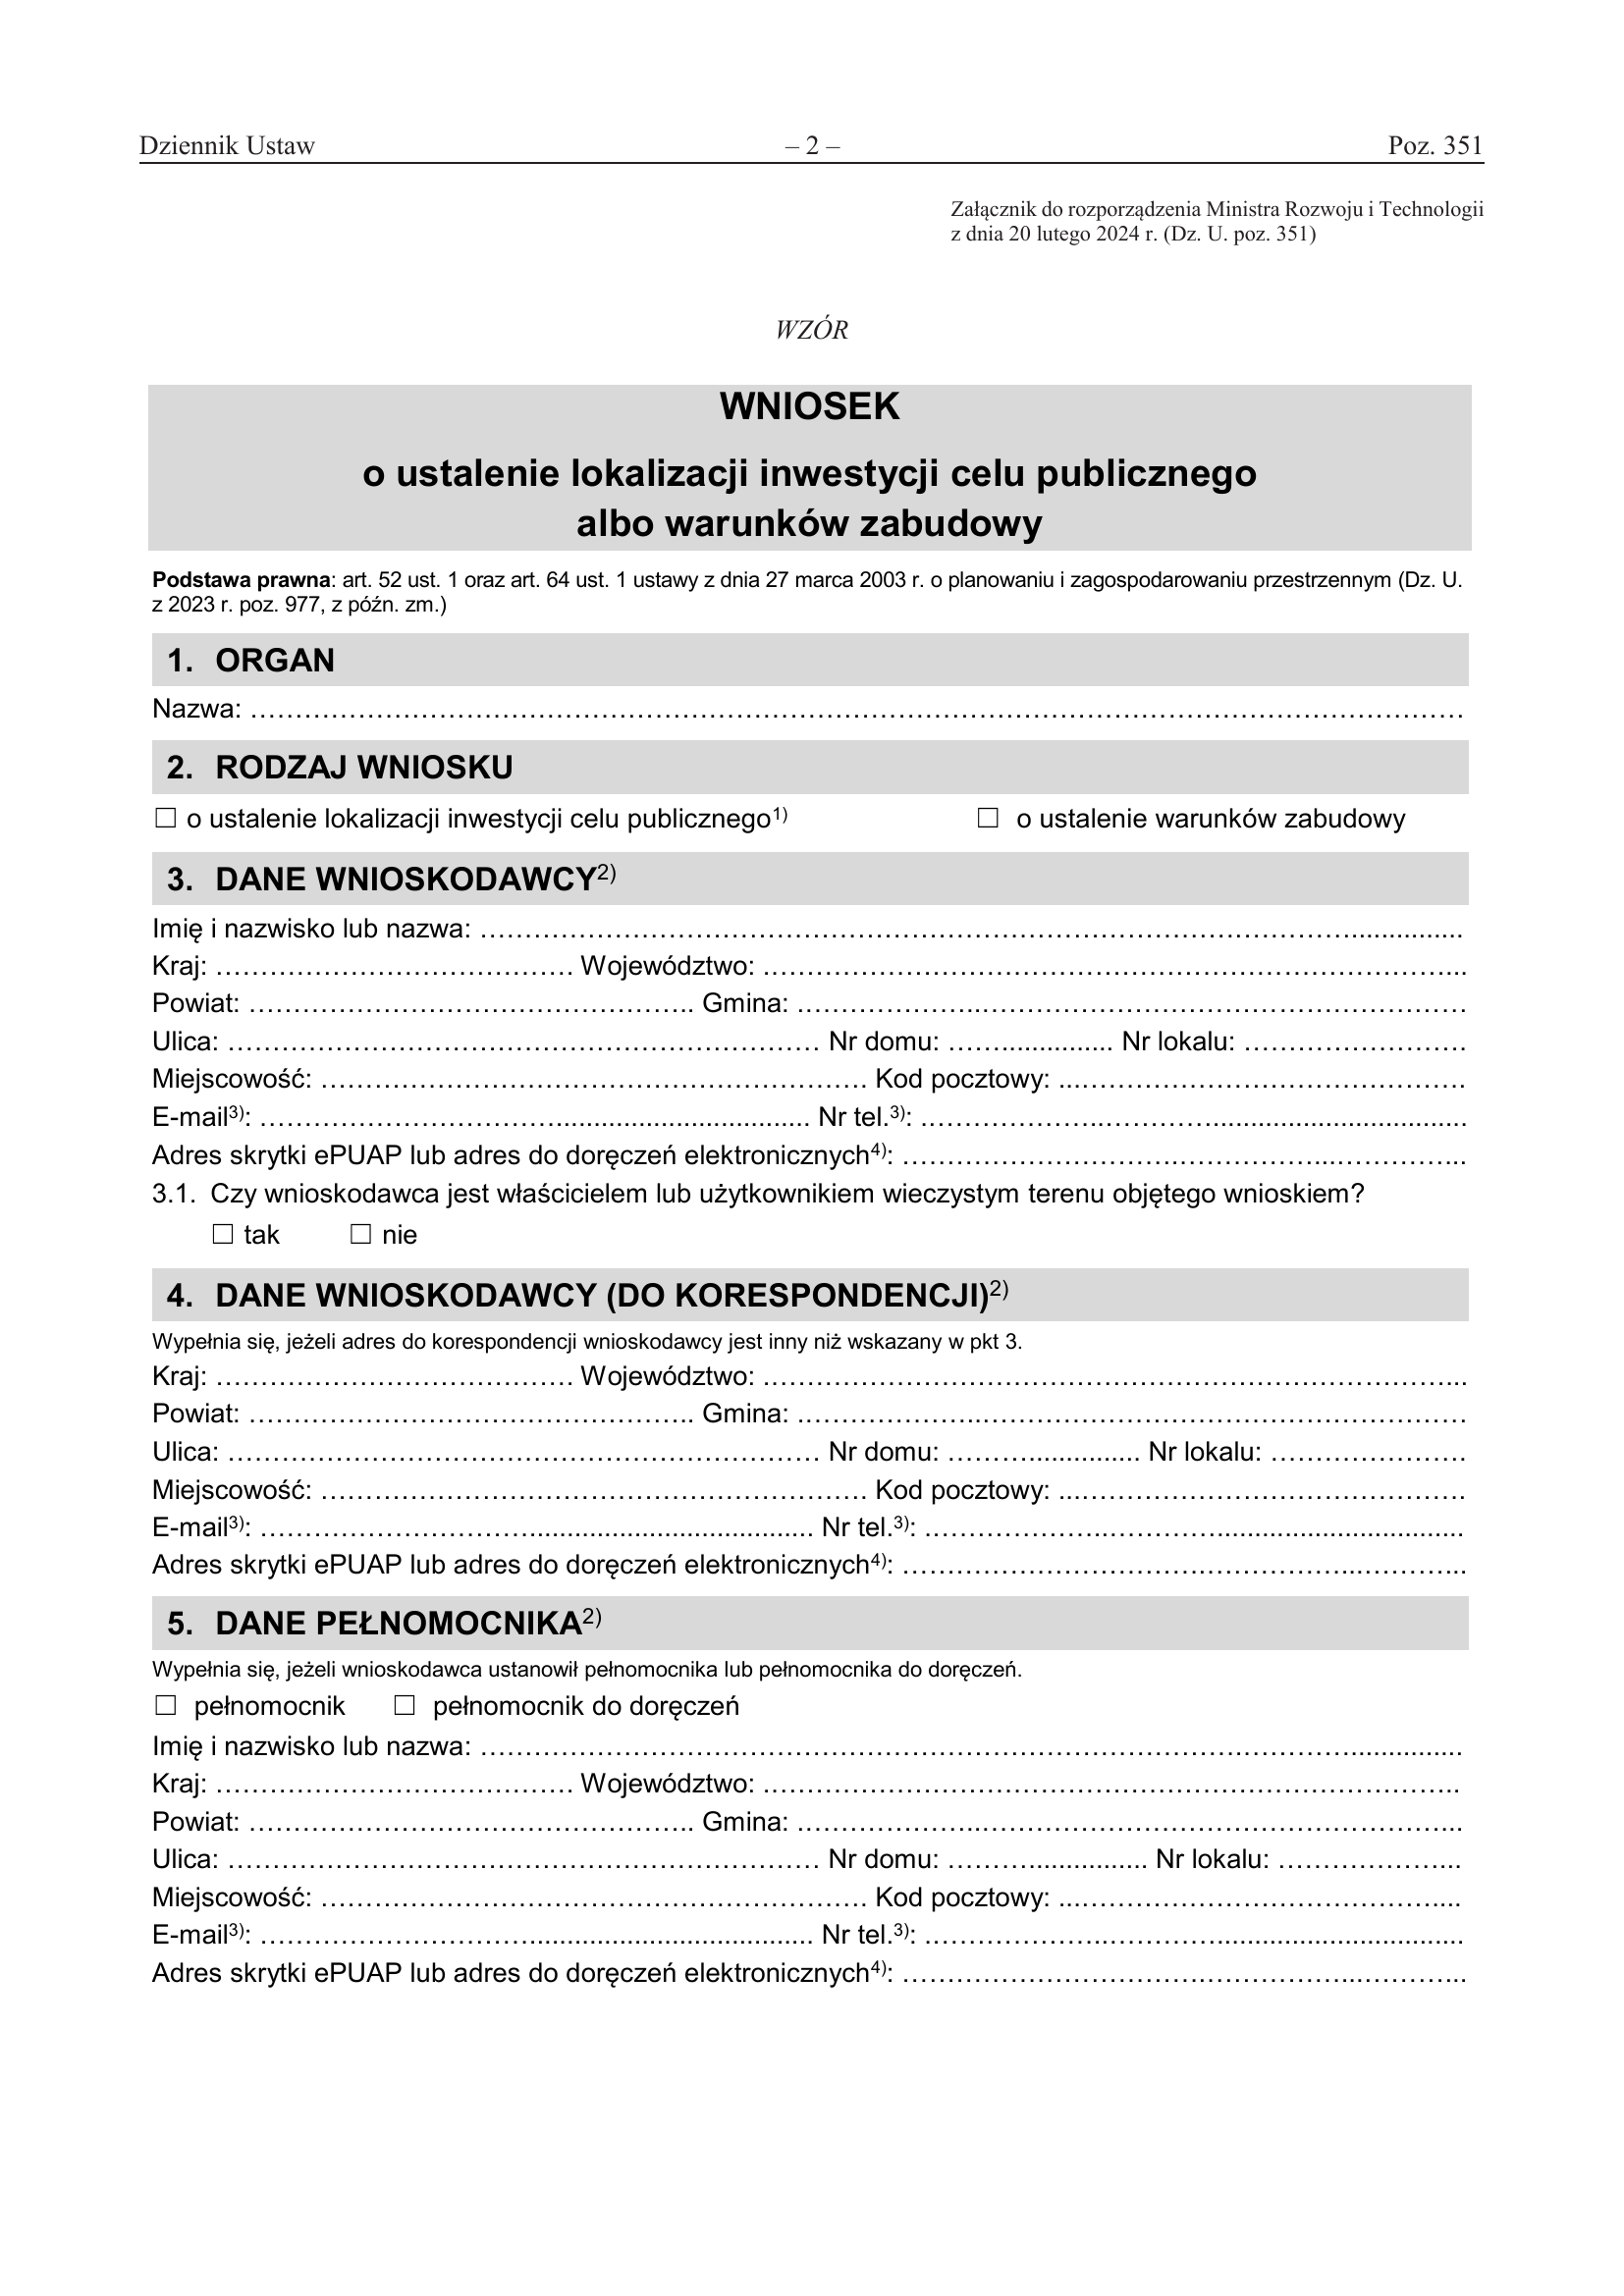 Dziennik Ustaw – 2 – Poz. 351
Załącznik do rozporządzenia Ministra Rozwoju i Technologii
z dnia 20 lutego 2024 r. (Dz. U. poz. 351)
WZÓR
WNIOSEK
o ustalenie lokalizacji inwestycji celu publicznego
albo warunków zabudowy
Podstawa prawna: art. 52 ust. 1 oraz art. 64 ust. 1 ustawy z dnia 27 marca 2003 r. o planowaniu i zagospodarowaniu przestrzennym (Dz. U.
z 2023 r. poz. 977, z późn. zm.)
1. ORGAN
Nazwa: ……………………………………………………………
2. RODZAJ WNIOSKU
☐ o ustalenie lokalizacji inwestycji celu publicznego1) ☐ o ustalenie warunków zabudowy
3. DANE WNIOSKODAWCY2)
Imię i nazwisko lub nazwa: ……………………………………………
Kraj: ………………………… Województwo: ……………………………………
Powiat: ……………………………… Gmina: ……………………………………
Ulica: ……………………………………… Nr domu: ……………… Nr lokalu: ………………
Miejscowość: …………………………………… Kod pocztowy: ……………………………
E-mail3): …………………………………… Nr tel.3): ……………………………………
Adres skrytki ePUAP lub adres do doręczeń elektronicznych4): ……………………………………
3.1. Czy wnioskodawca jest właścicielem lub użytkownikiem wieczystym terenu objętego wnioskiem?
☐ tak ☐ nie
4. DANE WNIOSKODAWCY (DO KORESPONDENCJI)2)
Wypełnia się, jeżeli adres do korespondencji wnioskodawcy jest inny niż wskazany w pkt 3.
Kraj: ………………………… Województwo: ……………………………………
Powiat: ……………………………… Gmina: ……………………………………
Ulica: ……………………………………… Nr domu: ……………… Nr lokalu: ………………
Miejscowość: …………………………………… Kod pocztowy: ……………………………
E-mail3): …………………………………… Nr tel.3): ……………………………………
Adres skrytki ePUAP lub adres do doręczeń elektronicznych4): ……………………………………
5. DANE PEŁNOMOCNIKA2)
Wypełnia się, jeżeli wnioskodawca ustanowił pełnomocnika lub pełnomocnika do doręczeń.
☐ pełnomocnik ☐ pełnomocnik do doręczeń
Imię i nazwisko lub nazwa: ……………………………………………
Kraj: ………………………… Województwo: ……………………………………
Powiat: ……………………………… Gmina: ……………………………………
Ulica: ……………………………………… Nr domu: ……………… Nr lokalu: ………………
Miejscowość: …………………………………… Kod pocztowy: ……………………………
E-mail3): …………………………………… Nr tel.3): ……………………………………
Adres skrytki ePUAP lub adres do doręczeń elektronicznych4): ……………………………………